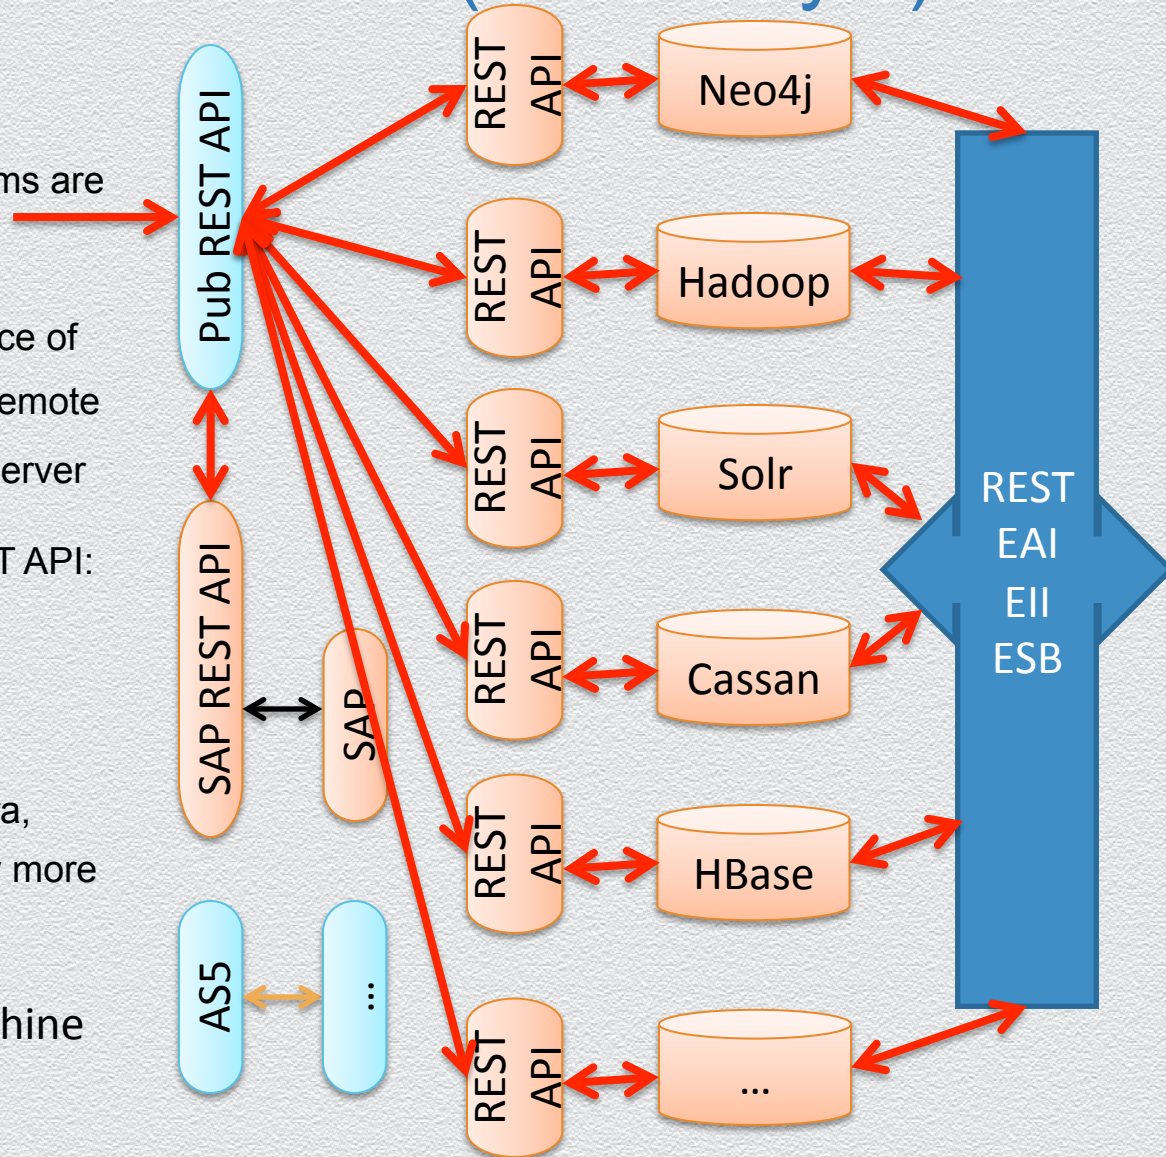 ms are
ce of
emote
erver
T API:
a,
more
hine
Pub REST API
SAP REST API
SAP
AS5
...
REST
API
Neo4j
REST
API
Hadoop
REST
API
Solr
REST
API
Cassan
REST
API
HBase
REST
API
...
REST
EAI
EII
ESB